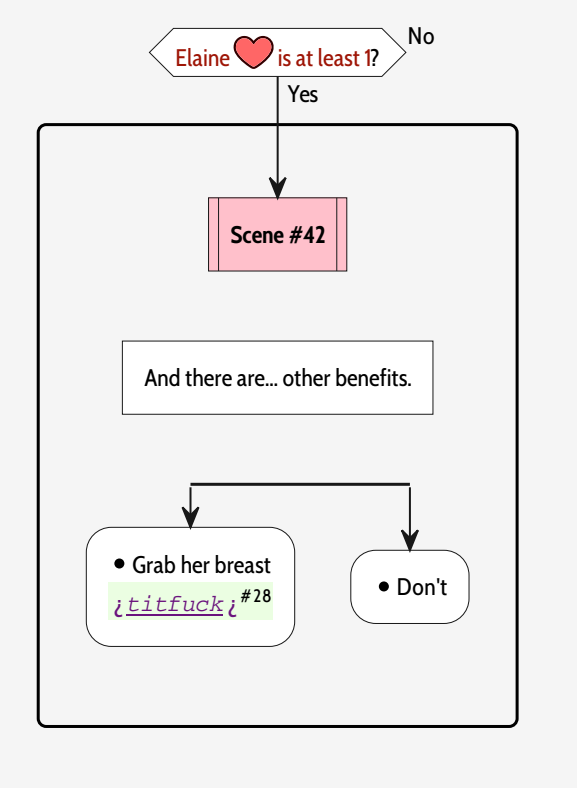 Elaine is at least 1?
No
Yes
Scene #42
And there are... other benefits.
• Grab her breast
¿titfuck¿#28
• Don't